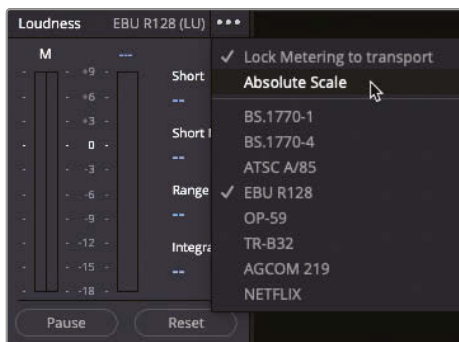 Loudness EBU R128 (LU) •••
M --- 
✓ Lock Metering to transport
Absolute Scale
BS.1770-1
BS.1770-4
ATSC A/85
✓ EBU R128
OP-59
TR-B32
AGCOM 219
NETFLIX
+9
+6
+3
0
-3
-6
-9
-12
-15
-18
Short
--
Short
--
Range
--
Integra
--
Pause Reset